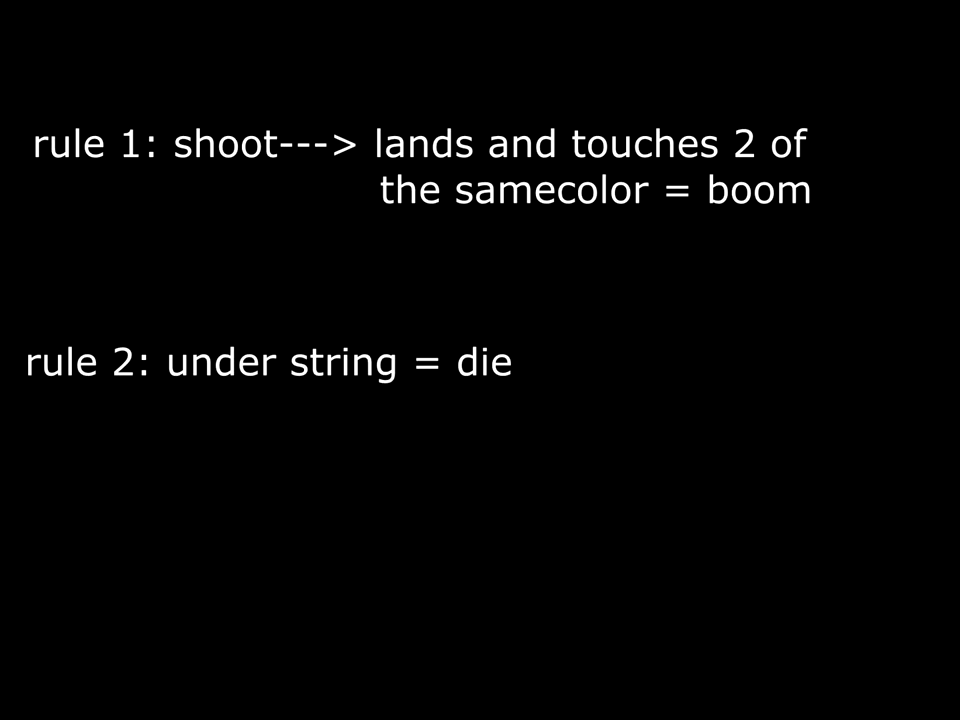 rule 1: shoot---> lands and touches 2 of
the samecolor = boom
rule 2: under string = die